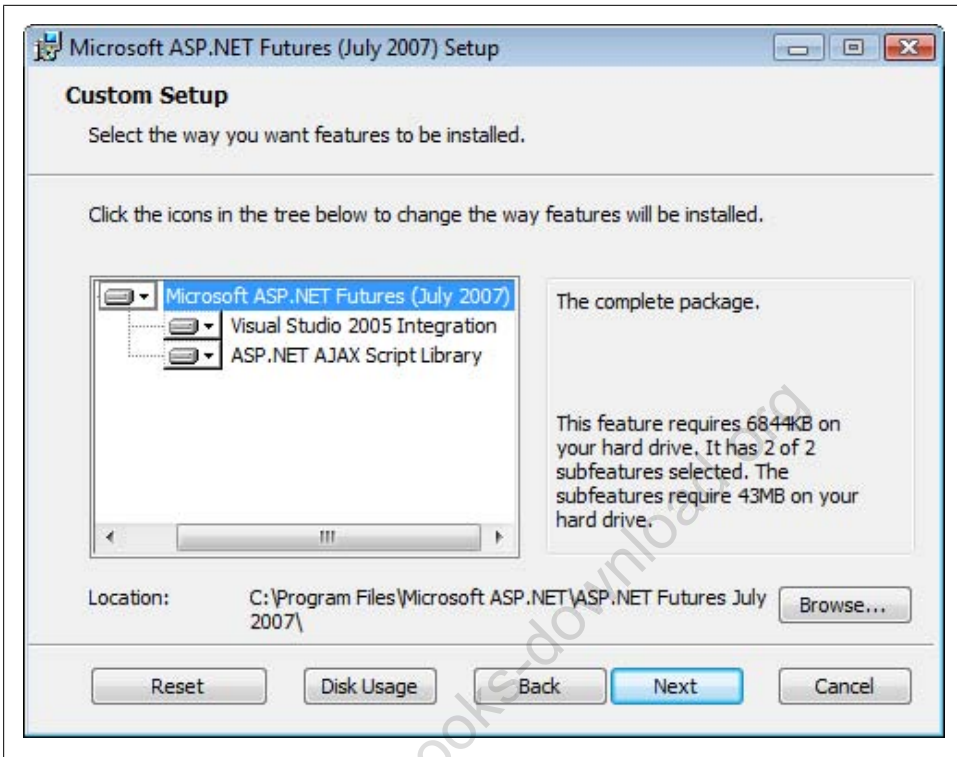 Microsoft ASP.NET Futures (July 2007) Setup
Custom Setup
Select the way you want features to be installed.
Click the icons in the tree below to change the way features will be installed.
Microsoft ASP.NET Futures (July 2007)
Visual Studio 2005 Integration
ASP.NET AJAX Script Library
The complete package.
This feature requires 6844KB on
your hard drive. It has 2 of 2
subfeatures selected. The
subfeatures require 43MB on your
hard drive.
Location:
C:\Program Files\Microsoft ASP.NET\ASP.NET Futures July
2007\
Browse...
Reset
Disk Usage
Back
Next
Cancel
ooks-download.org